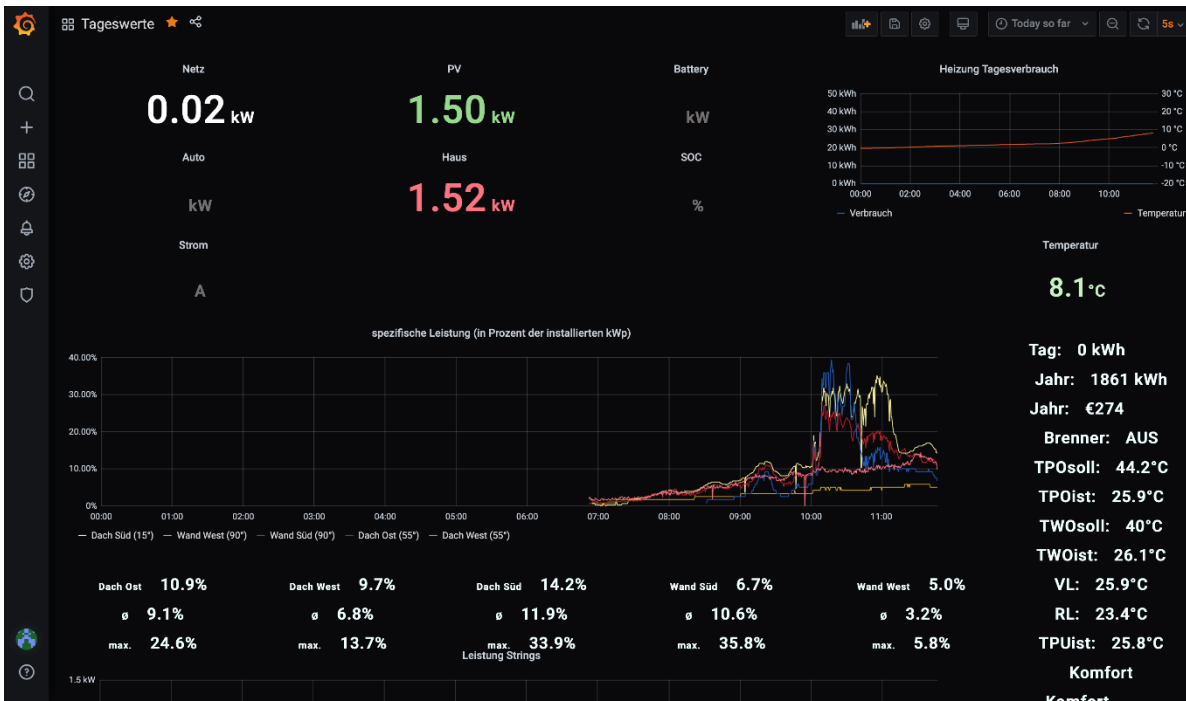 Tageswerte
Today so far
5s
Netz
0.02 kW
PV
1.50 kW
Battery
kW
Auto
kW
Haus
1.52 kW
SOC
%
Strom
A
Heizung Tagesverbrauch
50 kWh
40 kWh
30 kWh
20 kWh
10 kWh
0 kWh
30 °C
20 °C
10 °C
0 °C
-10 °C
-20 °C
00:00 02:00 04:00 06:00 08:00 10:00
Verbrauch
Temperatur
Temperatur
8.1°C
spezifische Leistung (in Prozent der installierten kWp)
40.00%
30.00%
20.00%
10.00%
0%
00:00 01:00 02:00 03:00 04:00 05:00 06:00 07:00 08:00 09:00 10:00 11:00
Dach Süd (15°) Wand West (90°) Wand Süd (90°) Dach Ost (55°) Dach West (55°)
Dach Ost 10.9% Dach West 9.7% Dach Süd 14.2% Wand Süd 6.7% Wand West 5.0%
ø 9.1% ø 6.8% ø 11.9% ø 10.6% ø 3.2%
max. 24.6% max. 13.7% max. 33.9% max. 35.8% max. 5.8%
Leistung Strings
1.5 kW
Tag: 0 kWh
Jahr: 1861 kWh
Jahr: €274
Brenner: AUS
TPOsoll: 44.2°C
TPOist: 25.9°C
TWOsoll: 40°C
TWOist: 26.1°C
VL: 25.9°C
RL: 23.4°C
TPUist: 25.8°C
Komfort
Komfort